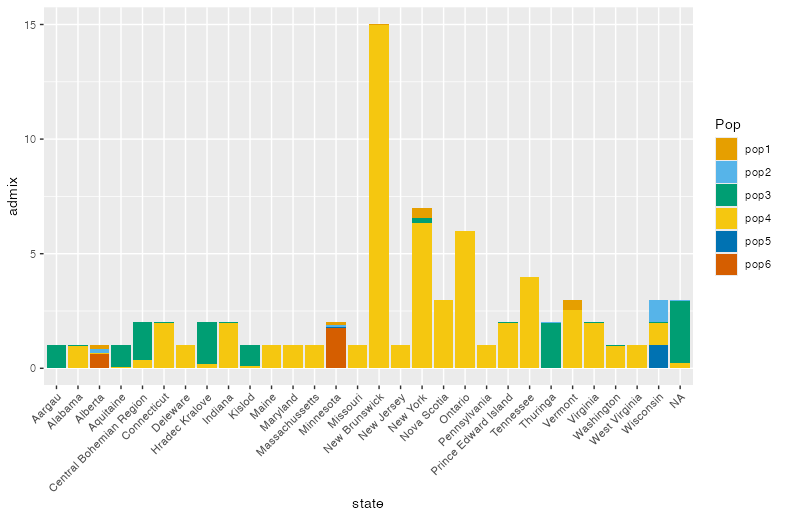 15
10
5
0
admix
Aargau
Alabama
Alberta
Aquitaine
Central Bohemian Region
Connecticut
Deleware
Hradec Kralove
Indiana
Kislod
Maine
Maryland
Massachussetts
Minnesota
Missouri
New Brunswick
New Jersey
New York
Nova Scotia
Ontario
Pennsylvania
Prince Edward Island
Tennessee
Thuringa
Vermont
Virginia
Washington
West Virginia
Wisconsin
NA
state
Pop
pop1
pop2
pop3
pop4
pop5
pop6